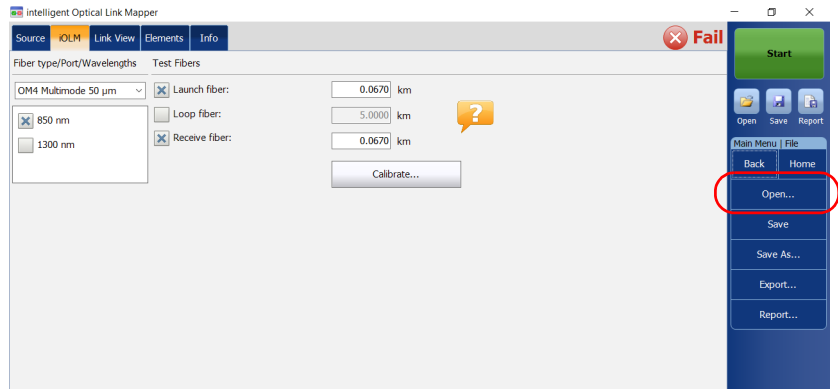 intelligent Optical Link Mapper
Source iOLM Link View Elements Info
Fail
Start
Fiber type/Port/Wavelengths Test Fibers
OM4 Multimode 50 µm
Launch fiber: 0.0670 km
850 nm
Loop fiber: 5.0000 km
?
1300 nm
Receive fiber: 0.0670 km
Calibrate...
Open Save Report
Main Menu | File
Back Home
Open...
Save
Save As...
Export...
Report...